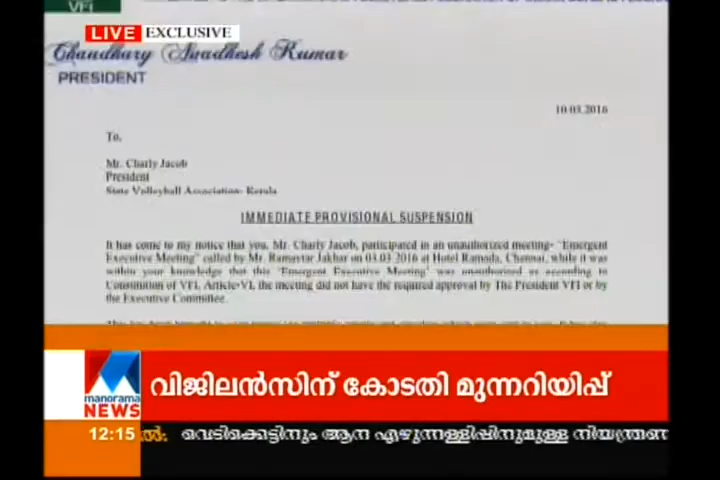 VFI
LIVE EXCLUSIVE
Chaudhary Avadhesh Kumar
PRESIDENT
10.03.2016
To,
Mr. Charly Jacob
President
State Volleyball Association- Kerala
IMMEDIATE PROVISIONAL SUSPENSION
It has come to my notice that you, Mr. Charly Jacob, participated in an unauthorized meeting- "Emergent
Executive Meeting" called by Mr. Ramavtar Jakhar on 03.03 2016 at Hotel Ramada, Chennai, while it was
within your knowledge that this 'Emergent Executive Meeting' was unauthorized as according to
Constitution of VFI, Article-VI, the meeting did not have the required approval by The President VFI or by
the Executive Committee.
വിജിലൻസിന് കോടതി മുന്നറിയിപ്പ്
manorama
NEWS
12:15 വെടിക്കെട്ടിനും ആന എഴുന്നള്ളിപ്പിനുമുള്ള നിയന്ത്രണ